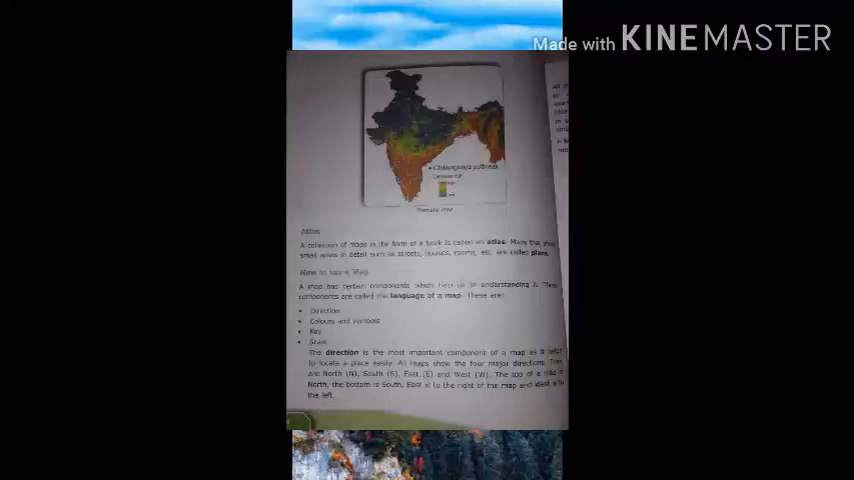 Made with KINEMASTER
Chikungunya outbreak
Thematic map
Atlas
A collection of maps in the form of a book is called an atlas. Maps that show
small areas in detail such as streets, houses, rooms, etc. are called plans.
How to use a Map
A map has certain components which help us in understanding it. These
components are called the language of a map. These are:
• Direction
• Colours and symbols
• Key
• Scale
The direction is the most important component of a map as it helps
to locate a place easily. All maps show the four major directions. They
are North (N), South (S), East (E) and West (W). The top of a map is
North, the bottom is South, East is to the right of the map and West is to
the left.